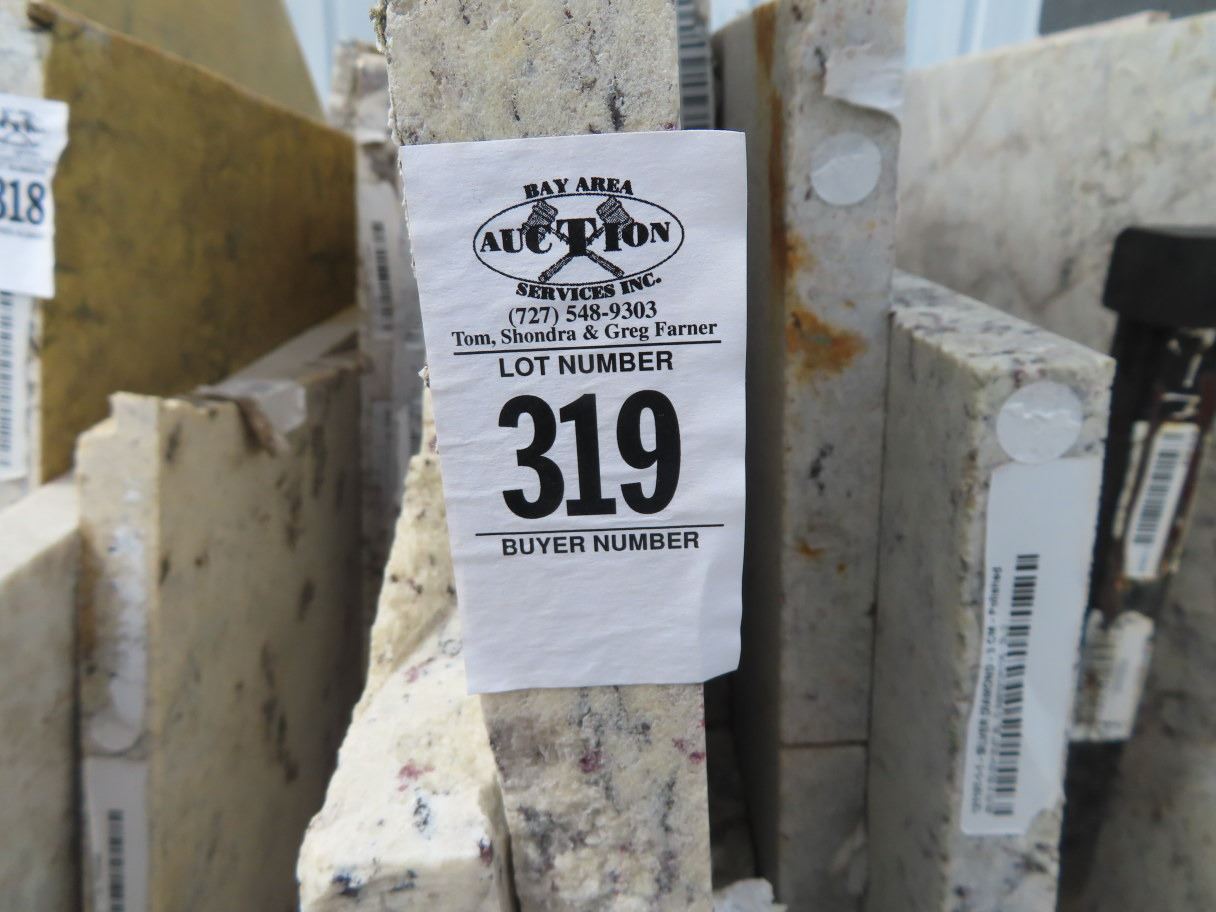 318
BAY AREA
AUCTION
SERVICES INC.
(727) 548-9303
Tom, Shondra & Greg Farner
LOT NUMBER
319
BUYER NUMBER